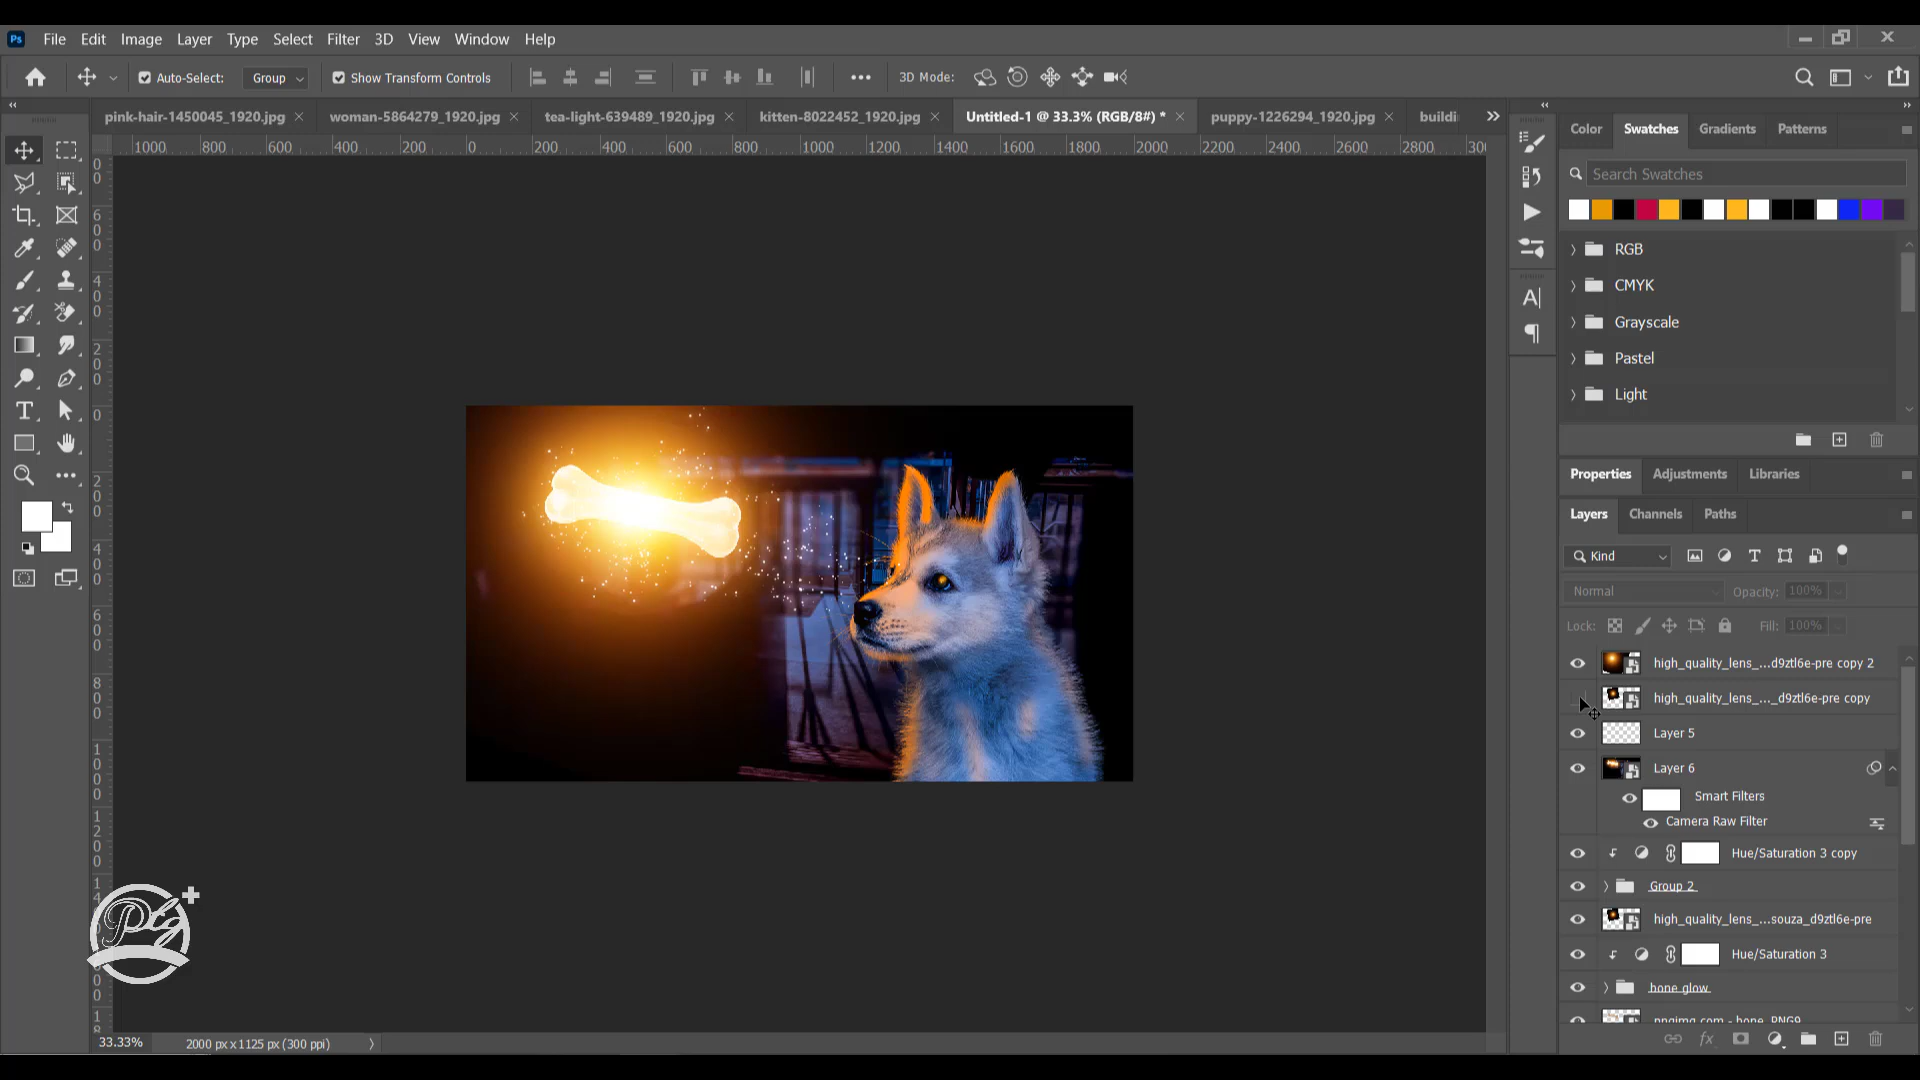 Ps File Edit Image Layer Type Select Filter 3D View Window Help
Auto-Select: Group Show Transform Controls 3D Mode:
pink-hair-1450045_1920.jpg woman-5864279_1920.jpg tea-light-639489_1920.jpg kitten-8022452_1920.jpg Untitled-1 @ 33.3% (RGB/8#) * puppy-1226294_1920.jpg buildi
1000 800 600 400 200 0 200 400 600 800 1000 1200 1400 1600 1800 2000 2200 2400 2600 2800
Color Swatches Gradients Patterns
Search Swatches
RGB
CMYK
Grayscale
Pastel
Light
Properties Adjustments Libraries
Layers Channels Paths
Kind
Normal Opacity: 100%
Lock: Fill: 100%
high_quality_lens_...d9ztl6e-pre copy 2
high_quality_lens_..._d9ztl6e-pre copy
Layer 5
Layer 6
Smart Filters
Camera Raw Filter
Hue/Saturation 3 copy
Group 2
high_quality_lens_...souza_d9ztl6e-pre
Hue/Saturation 3
bone glow
pngimg.com - bone_PNG9
33.33% 2000 px x 1125 px (300 ppi)